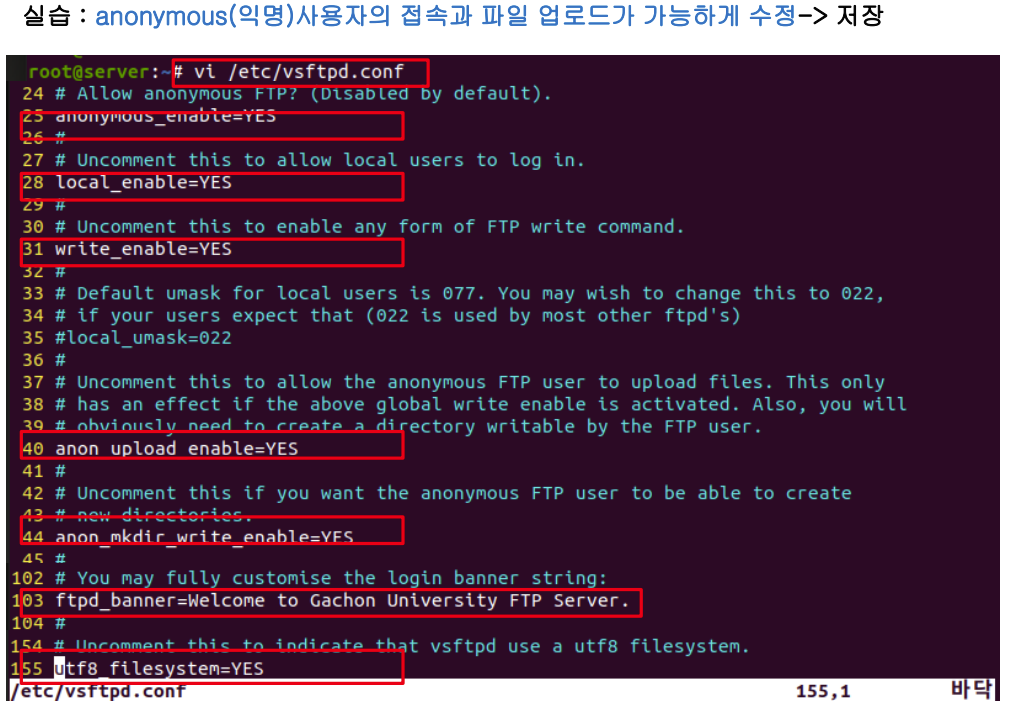 실습 : anonymous(익명)사용자의 접속과 파일 업로드가 가능하게 수정–> 저장
root@server:~# vi /etc/vsftpd.conf
24 # Allow anonymous FTP? (Disabled by default).
25 anonymous_enable=YES
26 #
27 # Uncomment this to allow local users to log in.
28 local_enable=YES
29 #
30 # Uncomment this to enable any form of FTP write command.
31 write_enable=YES
32 #
33 # Default umask for local users is 077. You may wish to change this to 022,
34 # if your users expect that (022 is used by most other ftpd's)
35 #local_umask=022
36 #
37 # Uncomment this to allow the anonymous FTP user to upload files. This only
38 # has an effect if the above global write enable is activated. Also, you will
39 # obviously need to create a directory writable by the FTP user.
40 anon_upload_enable=YES
41 #
42 # Uncomment this if you want the anonymous FTP user to be able to create
43 # new directories.
44 anon_mkdir_write_enable=YES
45 #
102 # You may fully customise the login banner string:
103 ftpd_banner=Welcome to Gachon University FTP Server.
104 #
154 # Uncomment this to indicate that vsftpd use a utf8 filesystem.
155 utf8_filesystem=YES
/etc/vsftpd.conf 155,1 바닥